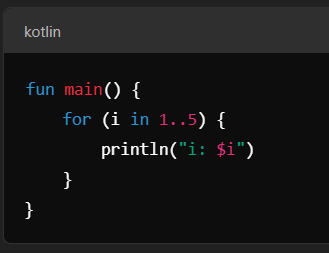 kotlin
fun main() {
    for (i in 1..5) {
        println("i: $i")
    }
}